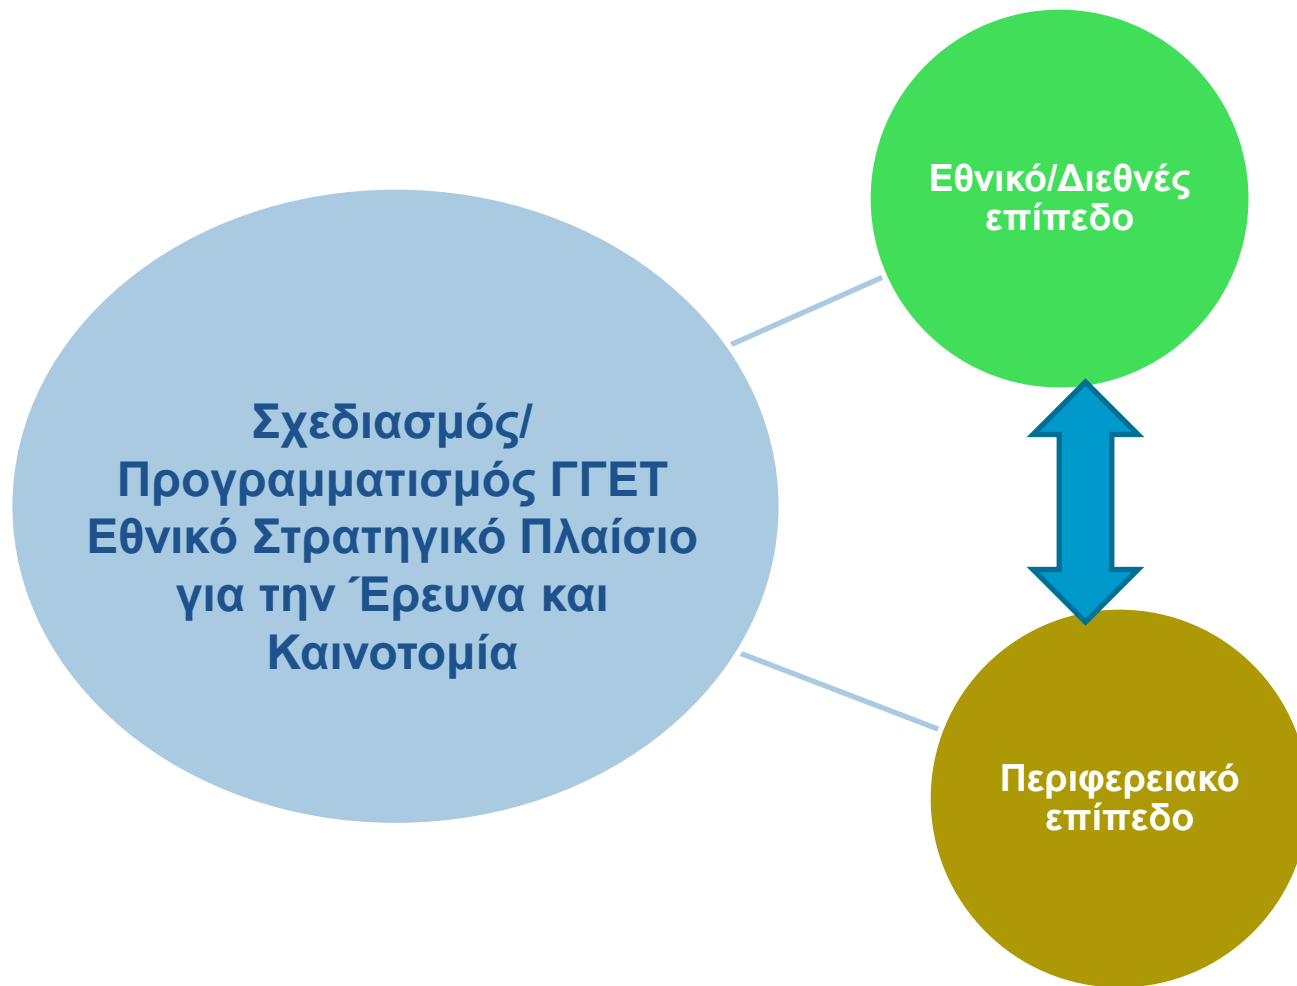 Εθνικό/Διεθνές
επίπεδο
Σχεδιασμός/
Προγραμματισμός ΓΓΕΤ
Εθνικό Στρατηγικό Πλαίσιο
για την Έρευνα και
Καινοτομία
Περιφερειακό
επίπεδο